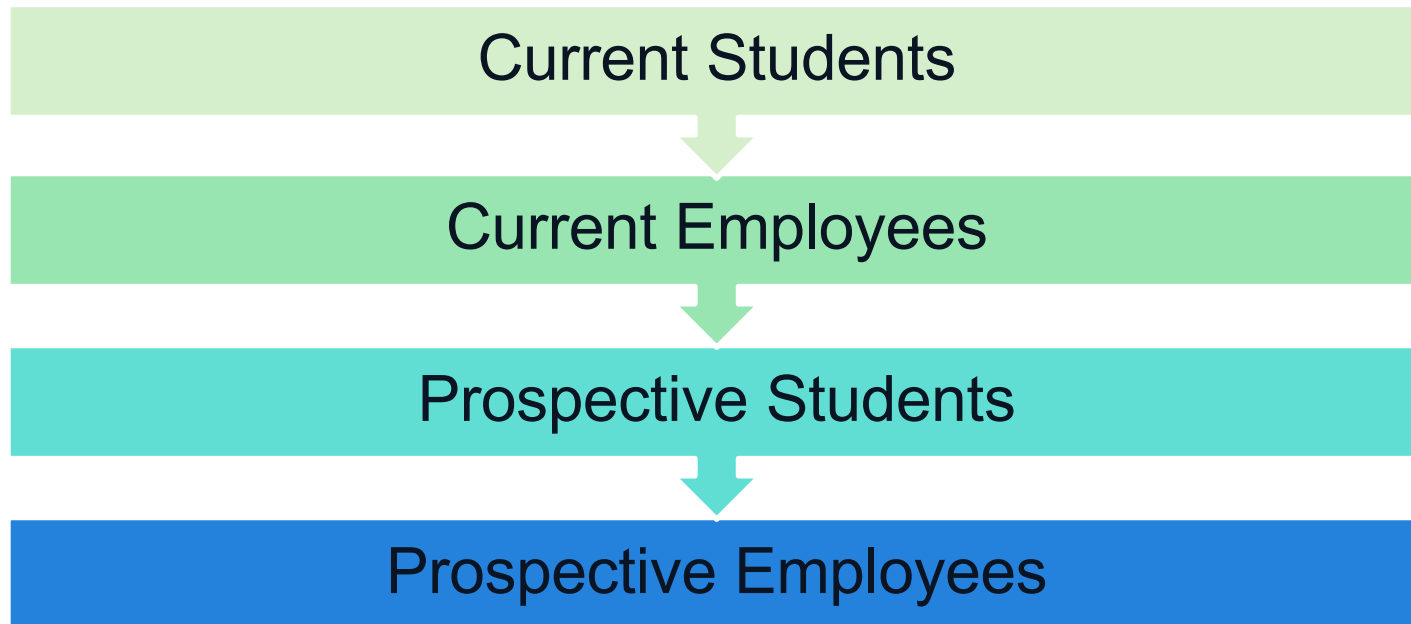 Current Students
Current Employees
Prospective Students
Prospective Employees